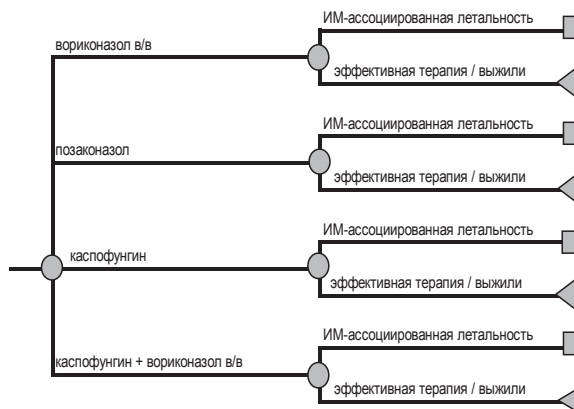 ИМ-ассоциированная летальность
вориконазол в/в
эффективная терапия / выжили
ИМ-ассоциированная летальность
позаконазол
эффективная терапия / выжили
ИМ-ассоциированная летальность
каспофунгин
эффективная терапия / выжили
ИМ-ассоциированная летальность
каспофунгин + вориконазол в/в
эффективная терапия / выжили